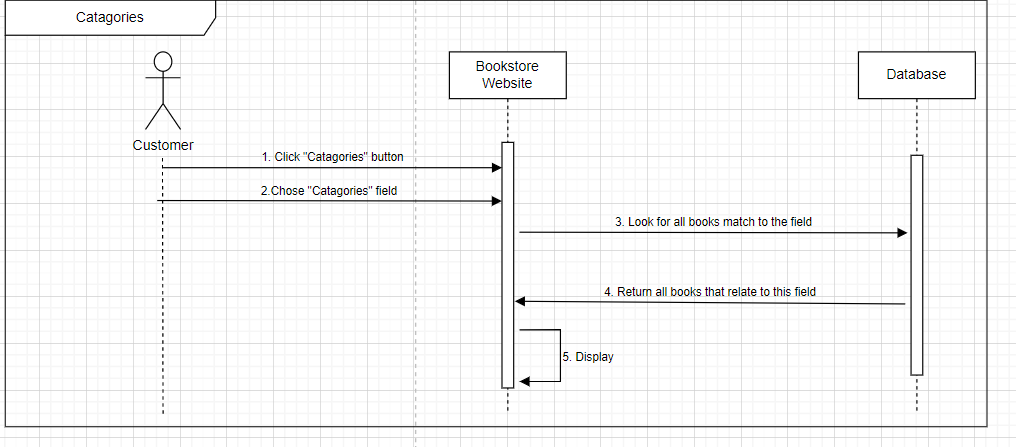 Catagories
Bookstore
Website
Database
Customer
1. Click "Catagories" button
2.Chose "Catagories" field
3. Look for all books match to the field
4. Return all books that relate to this field
5. Display